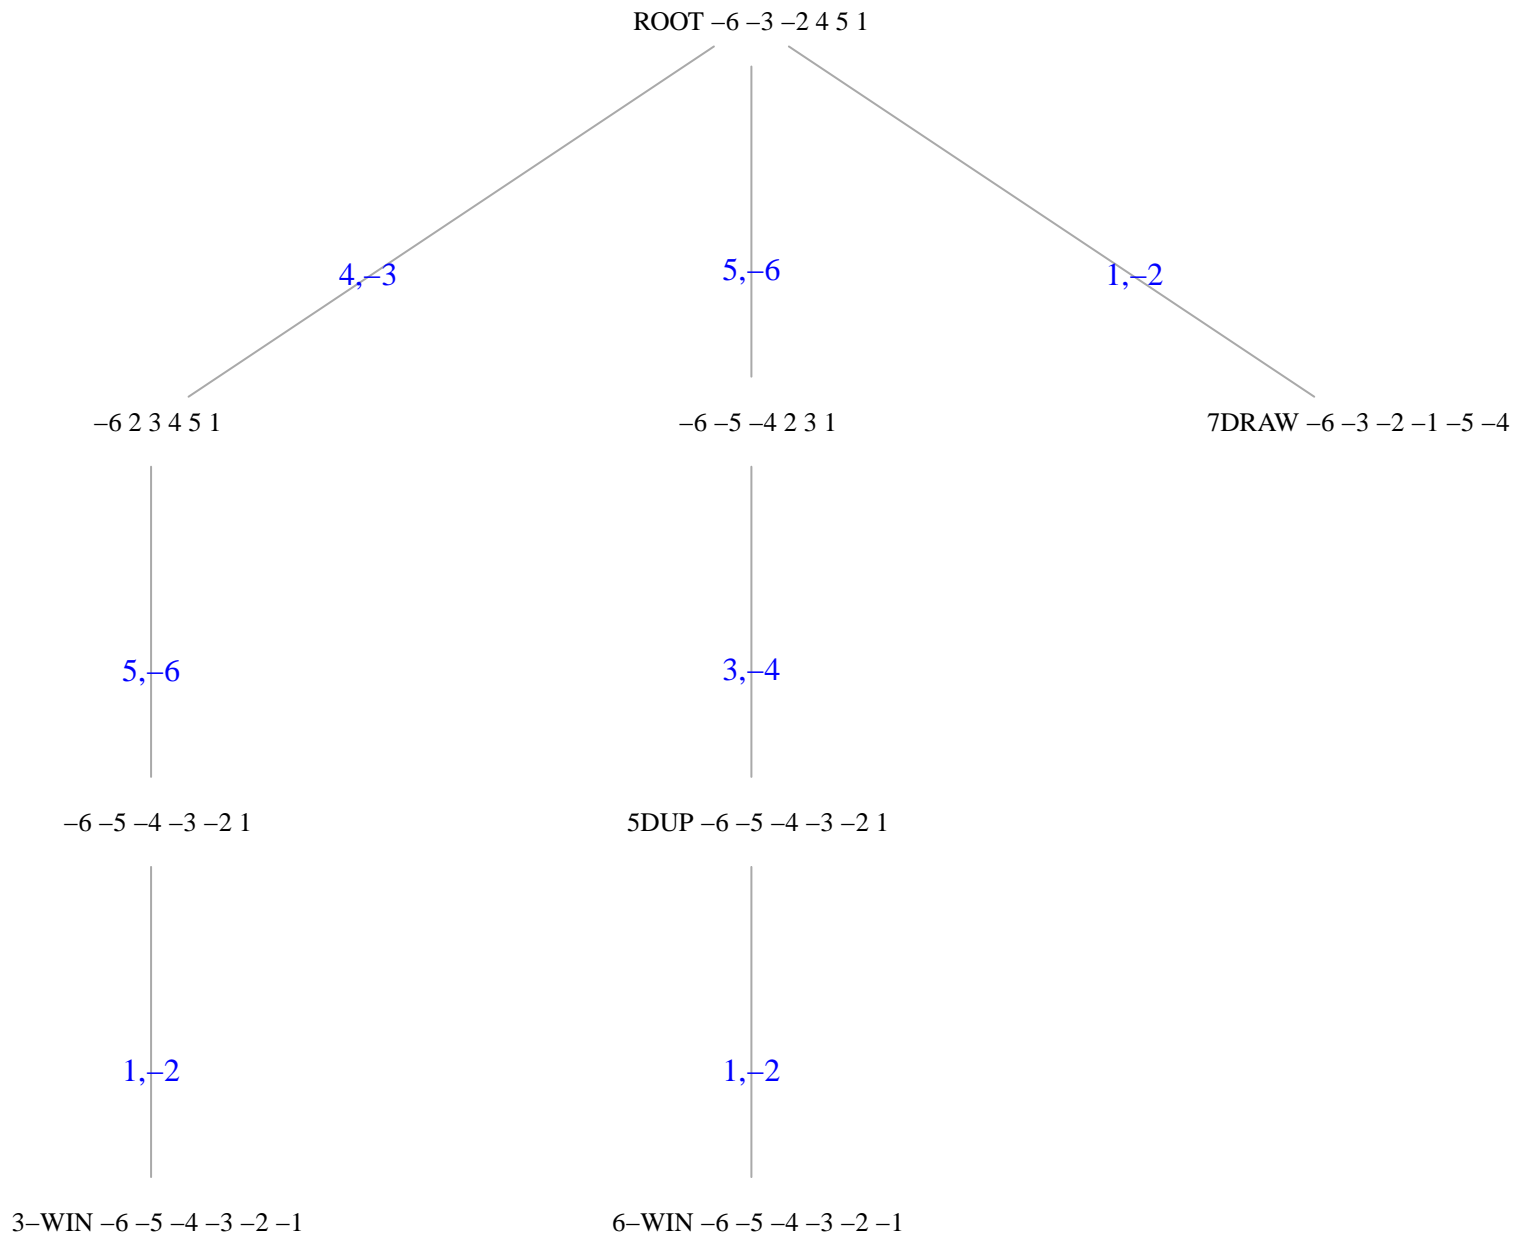 ROOT –6 –3 –2 4 5 1
4,–3
5,–6
1,–2
–6 2 3 4 5 1
–6 –5 –4 2 3 1
7DRAW –6 –3 –2 –1 –5 –4
5,–6
3,–4
–6 –5 –4 –3 –2 1
5DUP –6 –5 –4 –3 –2 1
1,–2
1,–2
3–WIN –6 –5 –4 –3 –2 –1
6–WIN –6 –5 –4 –3 –2 –1